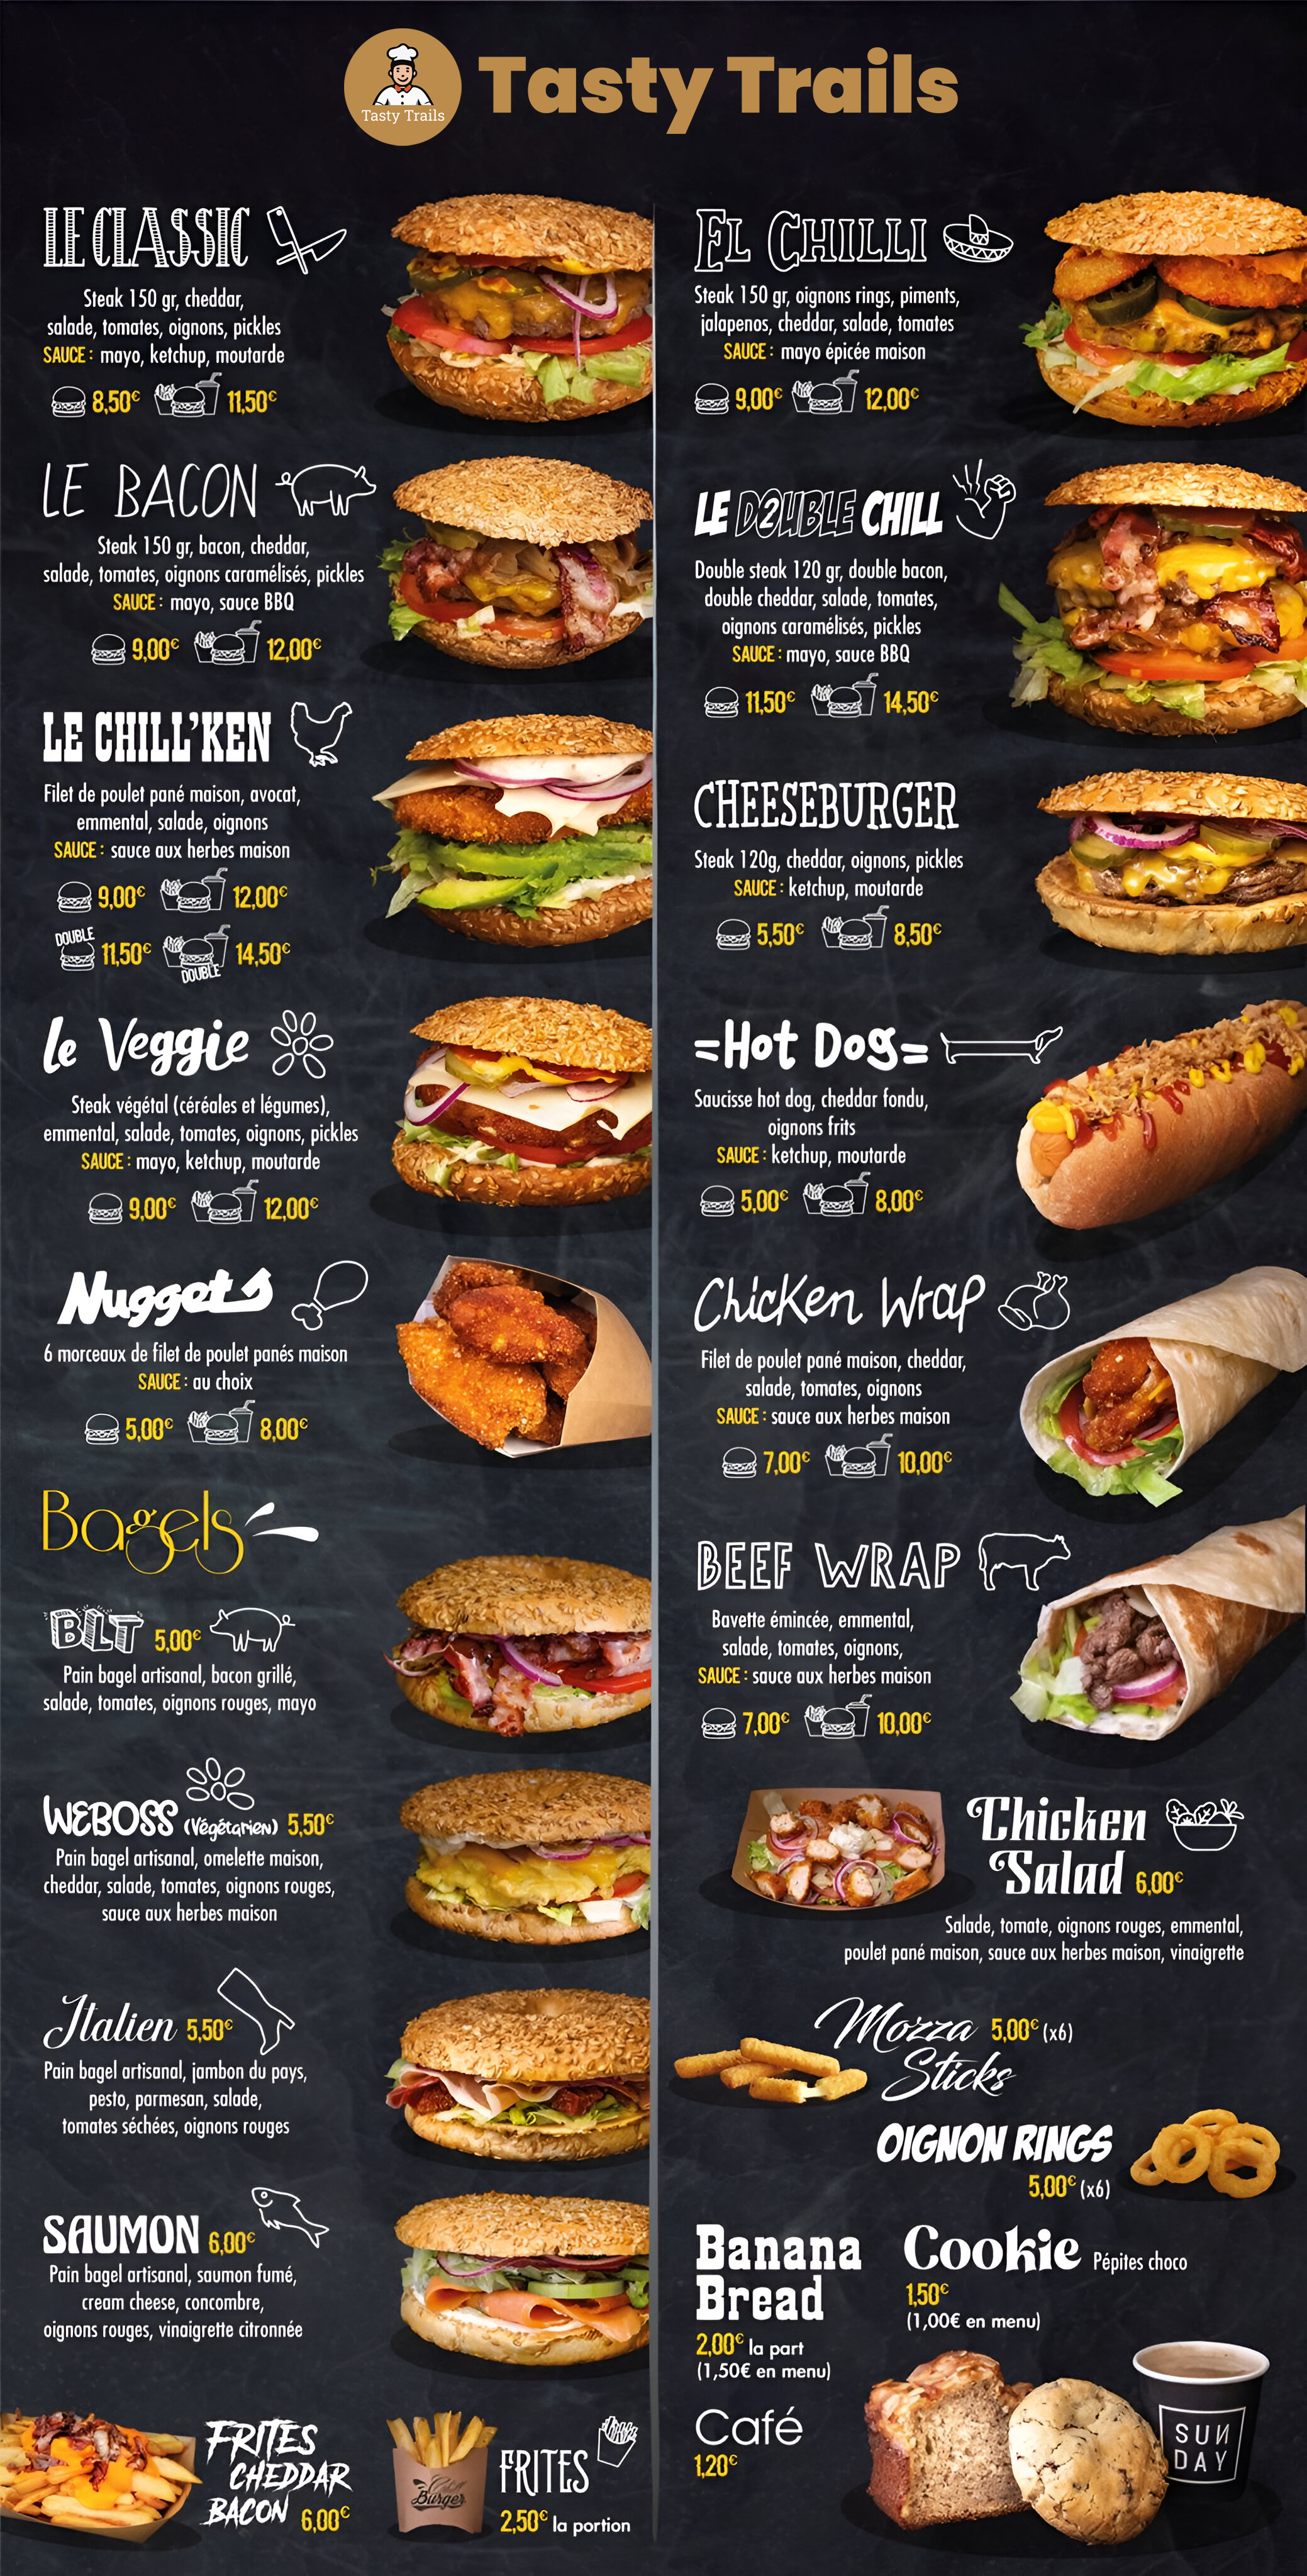 Tasty Trails
Tasty Trails
LE CLASSIC
Steak 150 gr, cheddar,
salade, tomates, oignons, pickles
SAUCE : mayo, ketchup, moutarde
8,50€ 11,50€
LE BACON
Steak 150 gr, bacon, cheddar,
salade, tomates, oignons caramélisés, pickles
SAUCE : mayo, sauce BBQ
9,00€ 12,00€
LE CHILL'KEN
Filet de poulet pané maison, avocat,
emmental, salade, oignons
SAUCE : sauce aux herbes maison
9,00€ 12,00€
DOUBLE 11,50€ 14,50€
DOUBLE
le Veggie
Steak végétal (céréales et légumes),
emmental, salade, tomates, oignons, pickles
SAUCE : mayo, ketchup, moutarde
9,00€ 12,00€
Nuggets
6 morceaux de filet de poulet panés maison
SAUCE : au choix
5,00€ 8,00€
Bagels
BLT 5,00€
Pain bagel artisanal, bacon grillé,
salade, tomates, oignons rouges, mayo
WEBOSS (Végétarien) 5,50€
Pain bagel artisanal, omelette maison,
cheddar, salade, tomates, oignons rouges,
sauce aux herbes maison
Italien 5,50€
Pain bagel artisanal, jambon du pays,
pesto, parmesan, salade,
tomates séchées, oignons rouges
SAUMON 6,00€
Pain bagel artisanal, saumon fumé,
cream cheese, concombre,
oignons rouges, vinaigrette citronnée
FRITES
CHEDDAR
BACON 6,00€
Burger
FRITES
2,50€ la portion
EL CHILLI
Steak 150 gr, oignons rings, piments,
jalapenos, cheddar, salade, tomates
SAUCE : mayo épicée maison
9,00€ 12,00€
LE D2UBLE CHILL
Double steak 120 gr, double bacon,
double cheddar, salade, tomates,
oignons caramélisés, pickles
SAUCE : mayo, sauce BBQ
11,50€ 14,50€
CHEESEBURGER
Steak 120g, cheddar, oignons, pickles
SAUCE : ketchup, moutarde
5,50€ 8,50€
=Hot Dog=
Saucisse hot dog, cheddar fondu,
oignons frits
SAUCE : ketchup, moutarde
5,00€ 8,00€
Chicken Wrap
Filet de poulet pané maison, cheddar,
salade, tomates, oignons
SAUCE : sauce aux herbes maison
7,00€ 10,00€
BEEF WRAP
Bavette émincée, emmental,
salade, tomates, oignons,
SAUCE : sauce aux herbes maison
7,00€ 10,00€
Chicken
Salad 6,00€
Salade, tomate, oignons rouges, emmental,
poulet pané maison, sauce aux herbes maison, vinaigrette
Mozza 5,00€ (x6)
Sticks
OIGNON RINGS
5,00€ (x6)
Banana
Bread
2,00€ la part
(1,50€ en menu)
Cookie Pépites choco
1,50€
(1,00€ en menu)
Café
1,20€
SUN
DAY